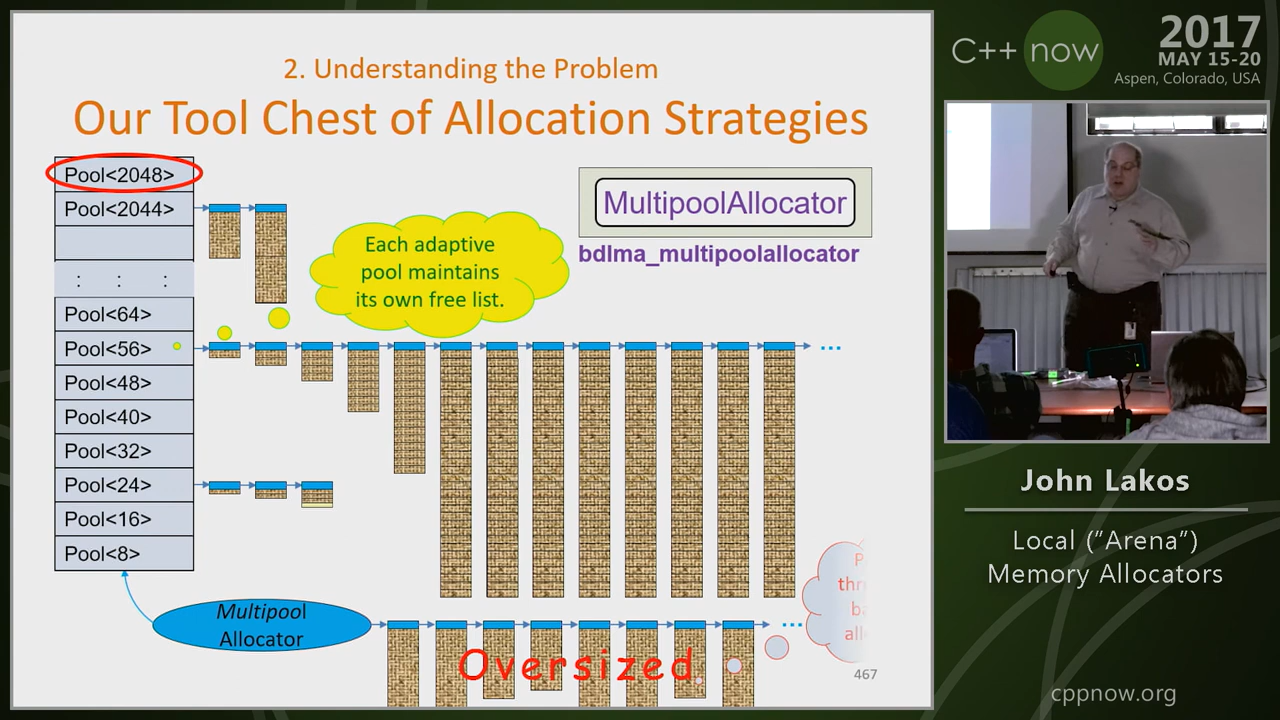 2. Understanding the Problem
Our Tool Chest of Allocation Strategies
Pool<2048>
Pool<2044>
: : :
Pool<64>
Pool<56>
Pool<48>
Pool<40>
Pool<32>
Pool<24>
Pool<16>
Pool<8>
Each adaptive
pool maintains
its own free list.
MultipoolAllocator
bdlma_multipoolallocator
...
Multipool
Allocator
...
Oversized
467
C++ now
2017
MAY 15-20
Aspen, Colorado, USA
John Lakos
Local ("Arena")
Memory Allocators
cppnow.org